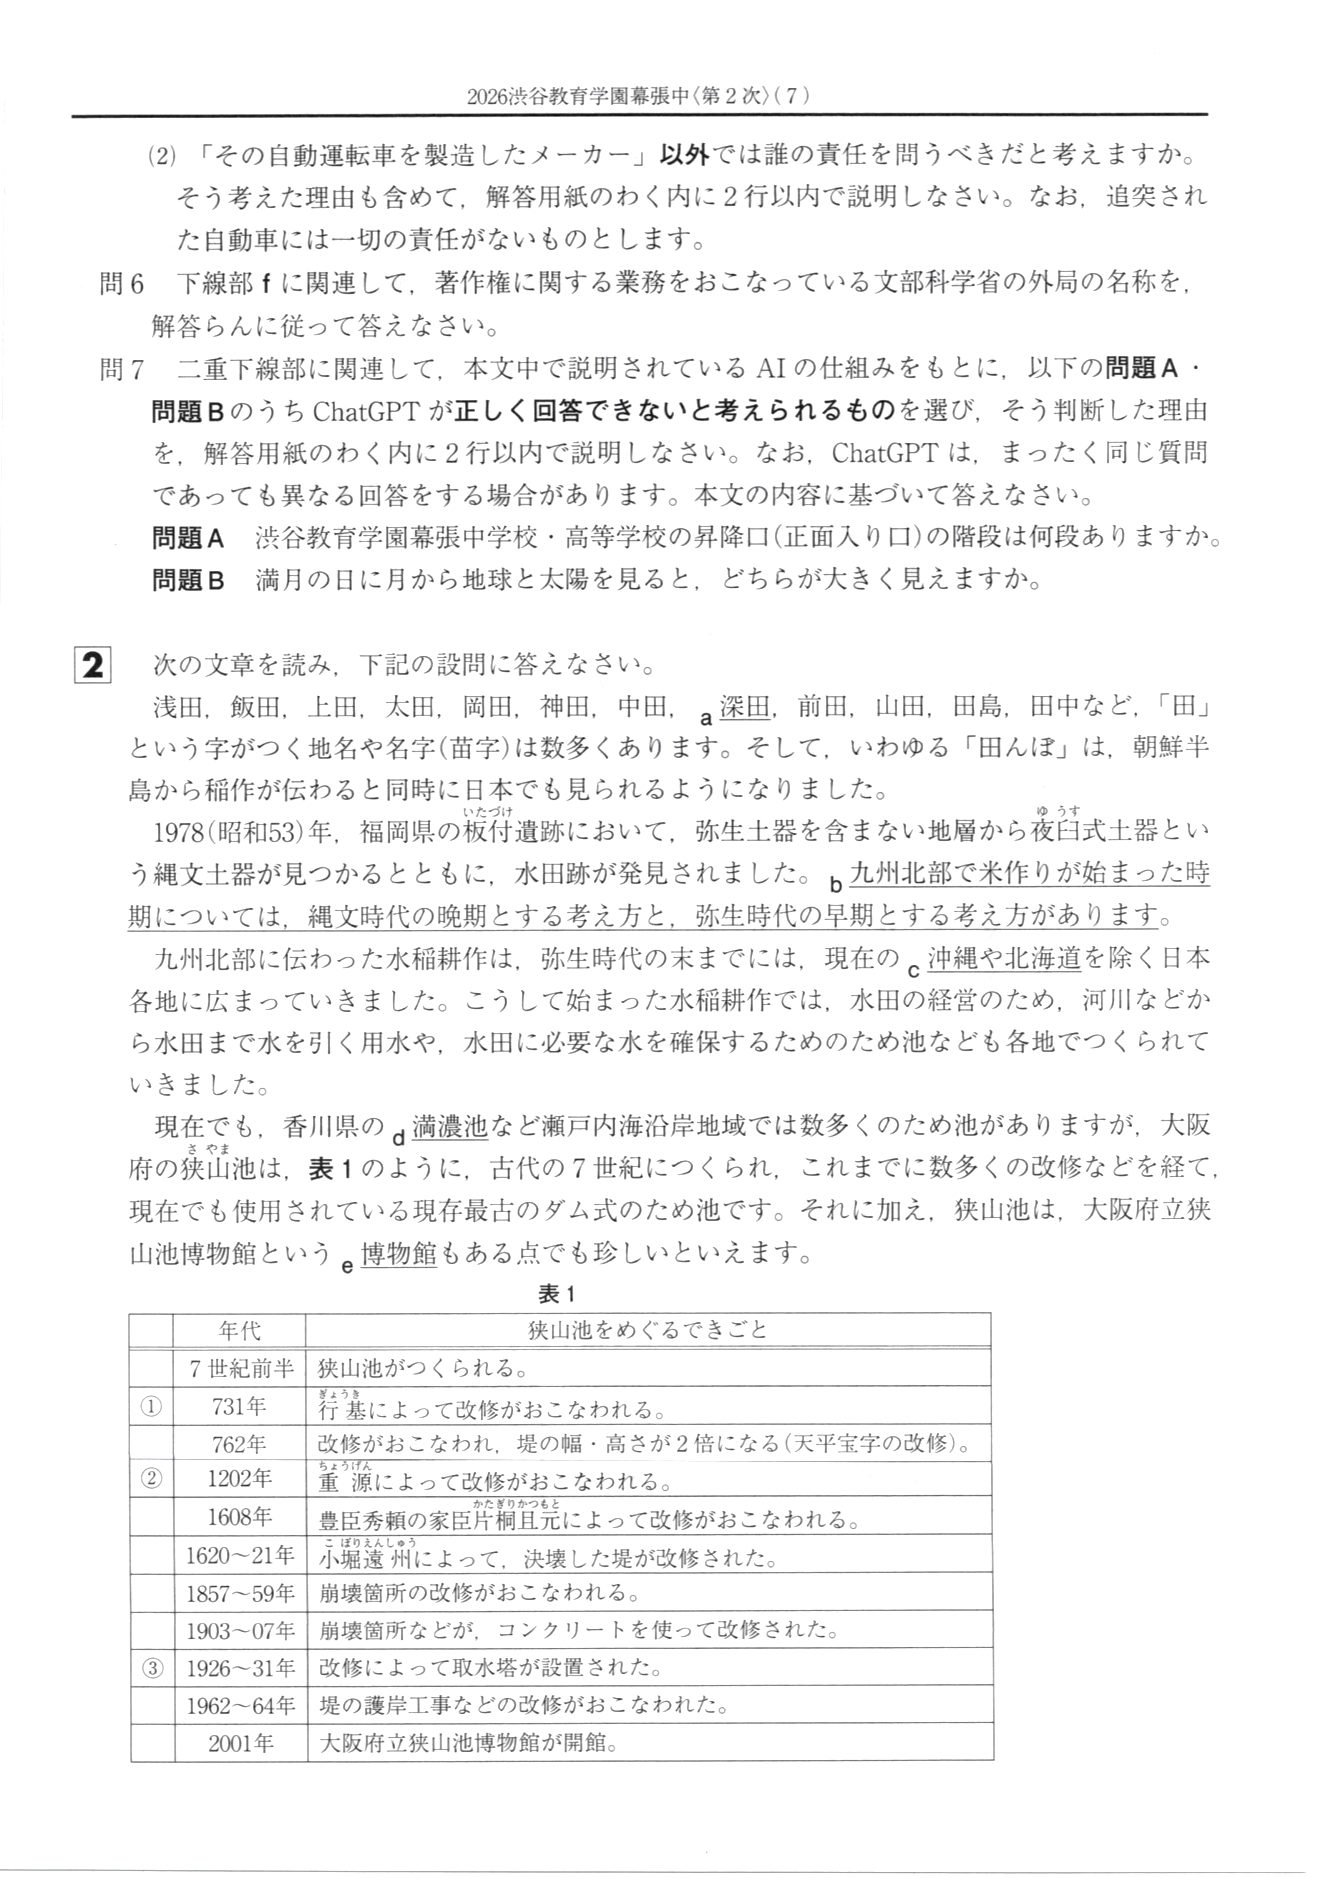 2026渋谷教育学園幕張中〈第2次〉(7)
(2) 「その自動運転車を製造したメーカー」以外では誰の責任を問うべきだと考えますか。
そう考えた理由も含めて，解答用紙のわく内に2行以内で説明しなさい。なお，追突され
た自動車には一切の責任がないものとします。
問6 下線部fに関連して，著作権に関する業務をおこなっている文部科学省の外局の名称を，
解答らんに従って答えなさい。
問7 二重下線部に関連して，本文中で説明されているAIの仕組みをもとに，以下の問題A・
問題BのうちChatGPTが正しく回答できないと考えられるものを選び，そう判断した理由
を，解答用紙のわく内に2行以内で説明しなさい。なお，ChatGPTは，まったく同じ質問
であっても異なる回答をする場合があります。本文の内容に基づいて答えなさい。
問題A 渋谷教育学園幕張中学校・高等学校の昇降口(正面入り口)の階段は何段ありますか。
問題B 満月の日に月から地球と太陽を見ると，どちらが大きく見えますか。
2 次の文章を読み，下記の設問に答えなさい。
浅田，飯田，上田，太田，岡田，神田，中田，a深田，前田，山田，田島，田中など，「田」
という字がつく地名や名字(苗字)は数多くあります。そして，いわゆる「田んぼ」は，朝鮮半
島から稲作が伝わると同時に日本でも見られるようになりました。
1978(昭和53)年，福岡県の板付遺跡において，弥生土器を含まない地層から夜臼式土器とい
う縄文土器が見つかるとともに，水田跡が発見されました。b九州北部で米作りが始まった時
期については，縄文時代の晩期とする考え方と，弥生時代の早期とする考え方があります。
九州北部に伝わった水稲耕作は，弥生時代の末までには，現在のc沖縄や北海道を除く日本
各地に広まっていきました。こうして始まった水稲耕作では，水田の経営のため，河川などか
ら水田まで水を引く用水や，水田に必要な水を確保するためのため池なども各地でつくられて
いきました。
現在でも，香川県のd満濃池など瀬戸内海沿岸地域では数多くのため池がありますが，大阪
府の狭山池は，表1のように，古代の7世紀につくられ，これまでに数多くの改修などを経て，
現在でも使用されている現存最古のダム式のため池です。それに加え，狭山池は，大阪府立狭
山池博物館というe博物館もある点でも珍しいといえます。
表1
年代 狭山池をめぐるできごと
7世紀前半 狭山池がつくられる。
① 731年 行基によって改修がおこなわれる。
762年 改修がおこなわれ，堤の幅・高さが2倍になる(天平宝字の改修)。
② 1202年 重源によって改修がおこなわれる。
1608年 豊臣秀頼の家臣片桐且元によって改修がおこなわれる。
1620～21年 小堀遠州によって，決壊した堤が改修された。
1857～59年 崩壊箇所の改修がおこなわれる。
1903～07年 崩壊箇所などが，コンクリートを使って改修された。
③ 1926～31年 改修によって取水塔が設置された。
1962～64年 堤の護岸工事などの改修がおこなわれた。
2001年 大阪府立狭山池博物館が開館。